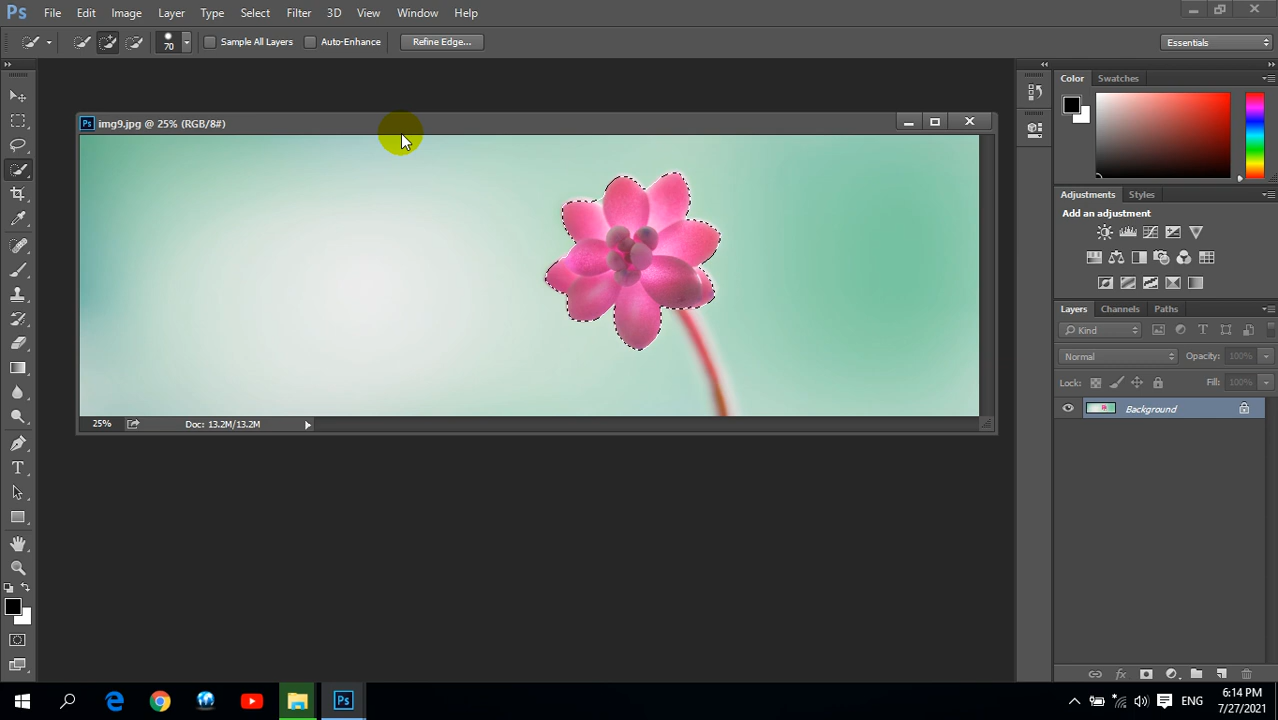 Ps File Edit Image Layer Type Select Filter 3D View Window Help
70 Sample All Layers Auto-Enhance Refine Edge... Essentials
Ps img9.jpg @ 25% (RGB/8#)
25% Doc: 13.2M/13.2M
Color Swatches
Adjustments Styles
Add an adjustment
Layers Channels Paths
Kind
Normal Opacity: 100%
Lock: Fill: 100%
Background
fx
Ps ENG
6:14 PM
7/27/2021